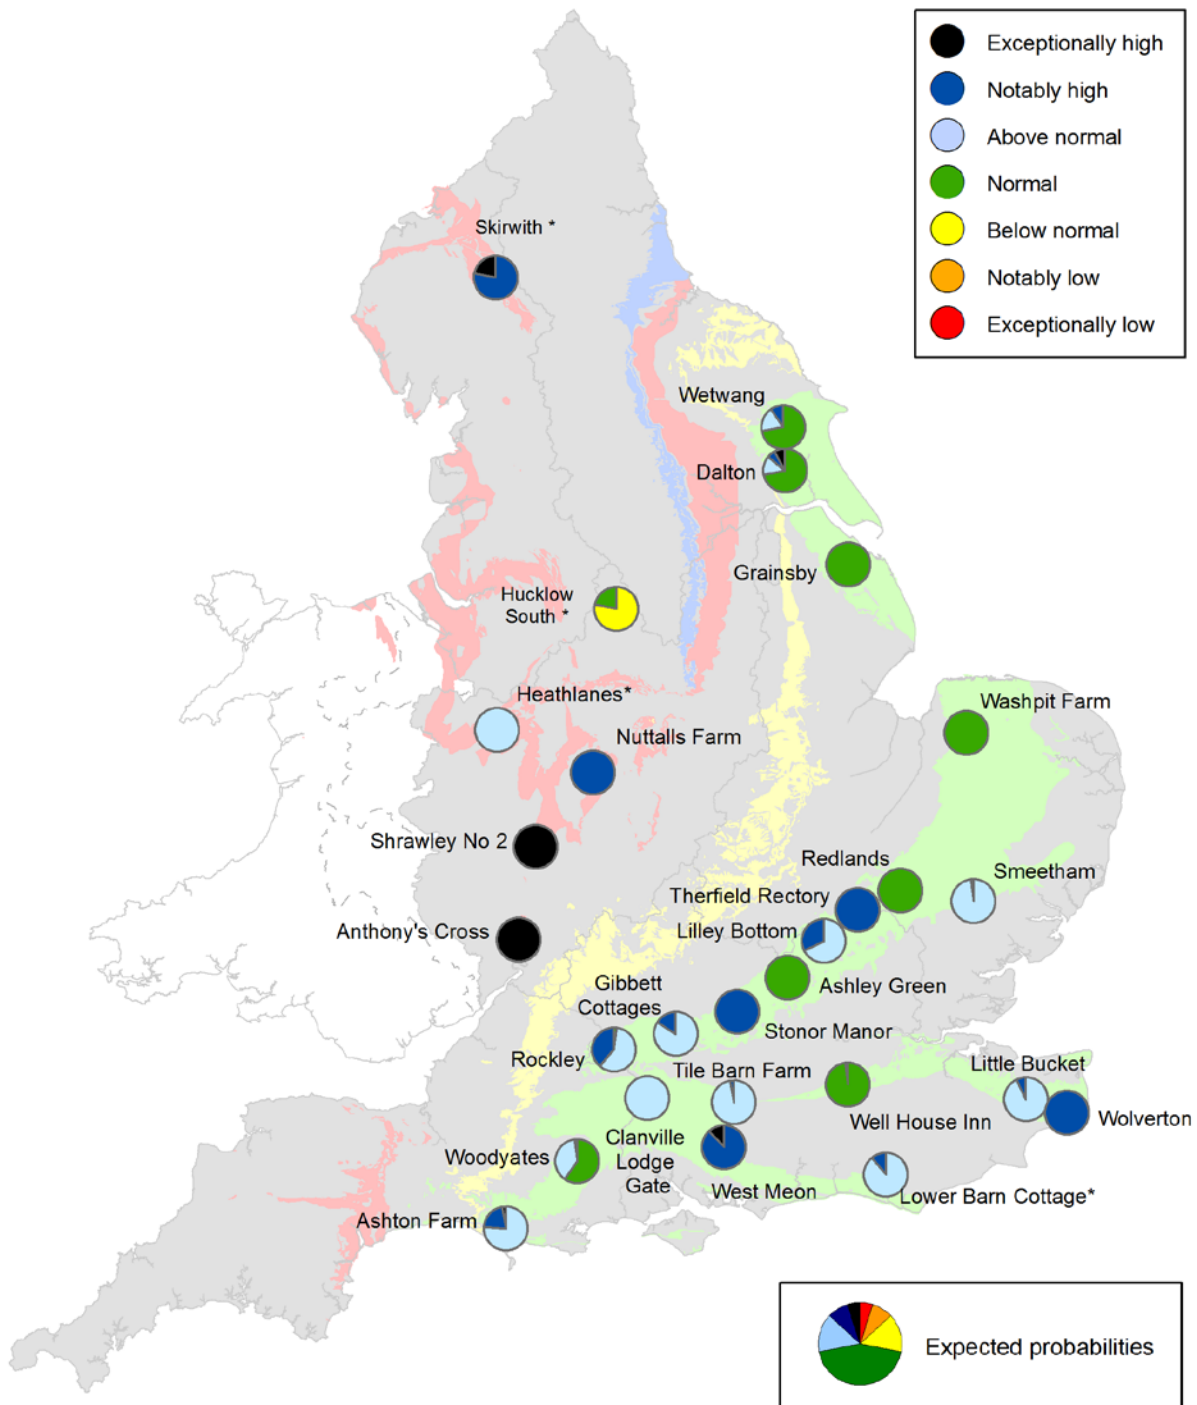 Exceptionally high
Notably high
Above normal
Normal
Below normal
Notably low
Exceptionally low
Skirwith *
Wetwang
Dalton
Grainsby
Hucklow
South *
Heathlanes*
Washpit Farm
Nuttalls Farm
Shrawley No 2
Redlands
Smeetham
Therfield Rectory
Anthony's Cross
Lilley Bottom
Gibbett
Cottages
Ashley Green
Stonor Manor
Rockley
Tile Barn Farm
Little Bucket
Well House Inn
Wolverton
Clanville
Lodge
Gate
Woodyates
West Meon
Lower Barn Cottage*
Ashton Farm
Expected probabilities